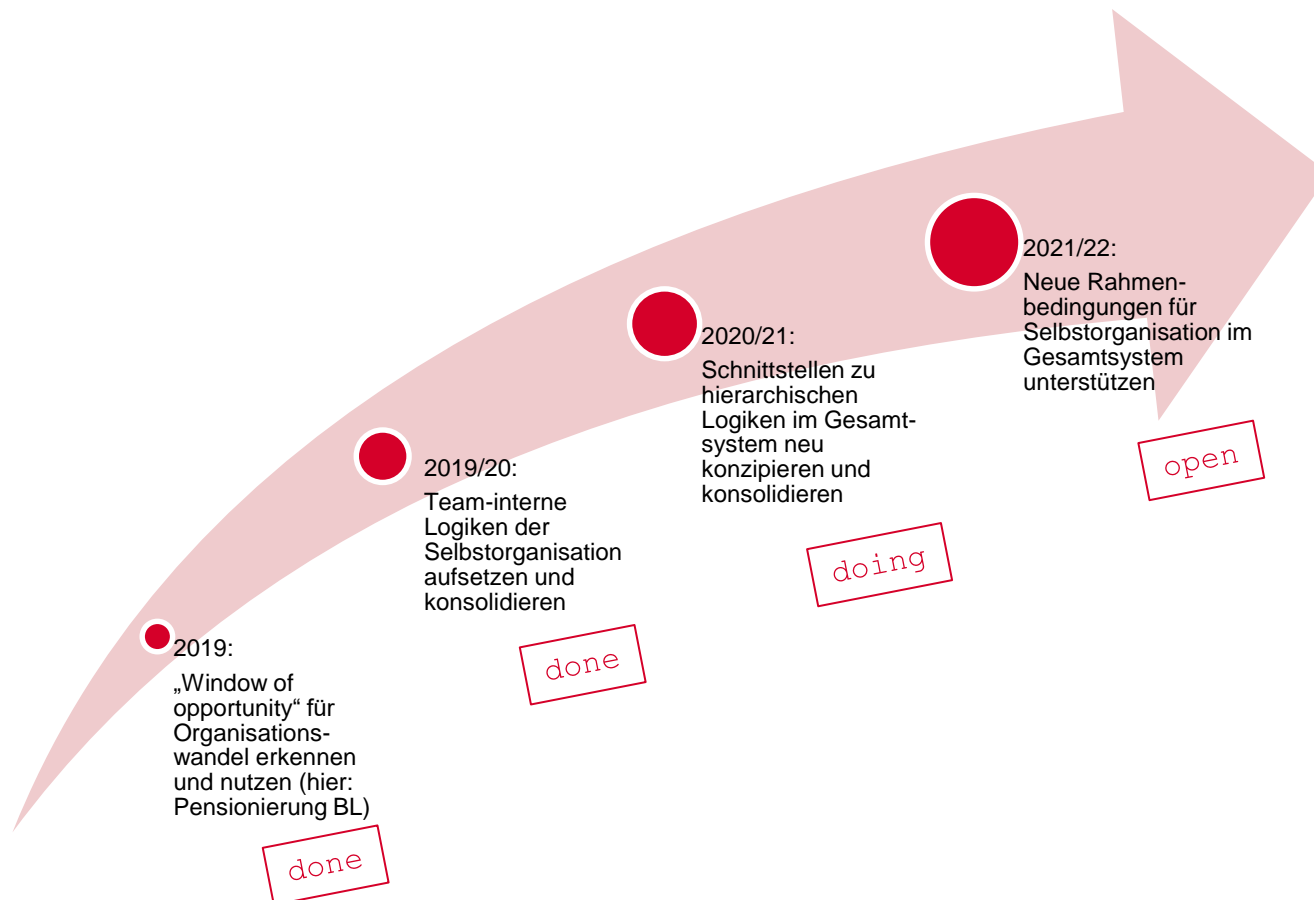 2019:
„Window of
opportunity“ für
Organisations-
wandel erkennen
und nutzen (hier:
Pensionierung BL)
done
2019/20:
Team-interne
Logiken der
Selbstorganisation
aufsetzen und
konsolidieren
done
2020/21:
Schnittstellen zu
hierarchischen
Logiken im Gesamt-
system neu
konzipieren und
konsolidieren
doing
2021/22:
Neue Rahmen-
bedingungen für
Selbstorganisation im
Gesamtsystem
unterstützen
open